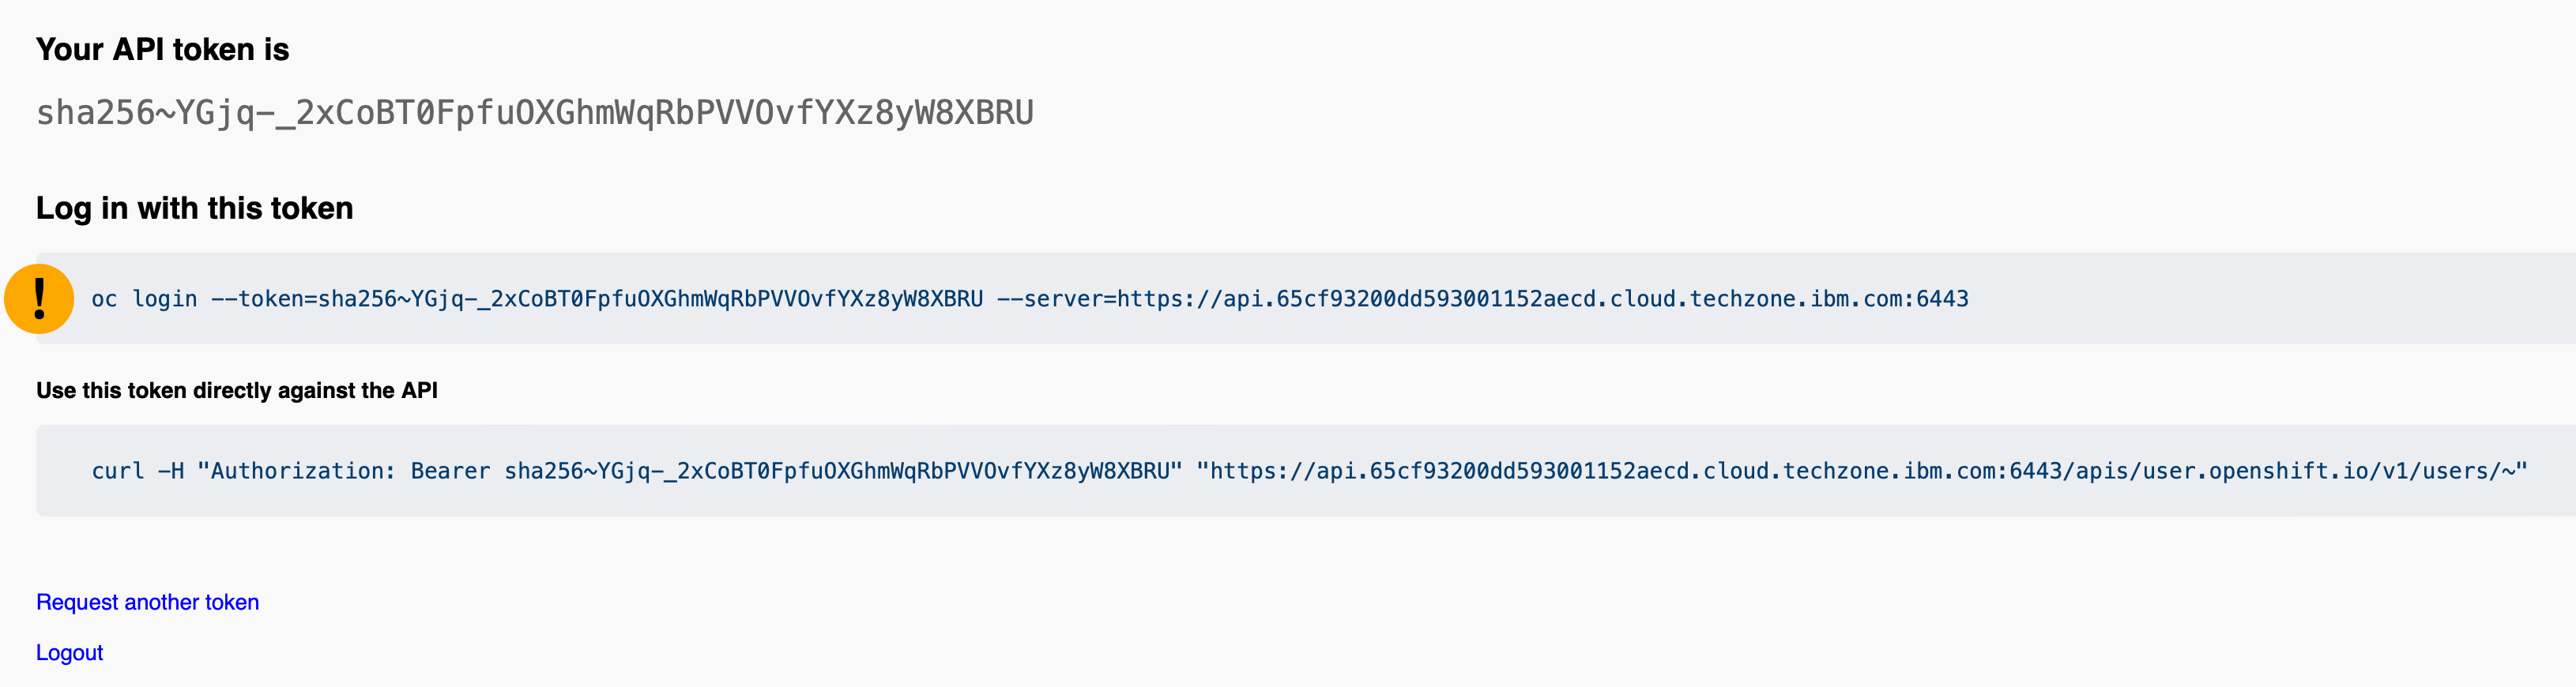 Your API token is
sha256~YGjq-_2xCoBT0FpfuOXGhmWqRbPVVOvfYXz8yW8XBRU
Log in with this token
! oc login --token=sha256~YGjq-_2xCoBT0FpfuOXGhmWqRbPVVOvfYXz8yW8XBRU --server=https://api.65cf93200dd593001152aecd.cloud.techzone.ibm.com:6443
Use this token directly against the API
curl -H "Authorization: Bearer sha256~YGjq-_2xCoBT0FpfuOXGhmWqRbPVVOvfYXz8yW8XBRU" "https://api.65cf93200dd593001152aecd.cloud.techzone.ibm.com:6443/apis/user.openshift.io/v1/users/~"
Request another token
Logout